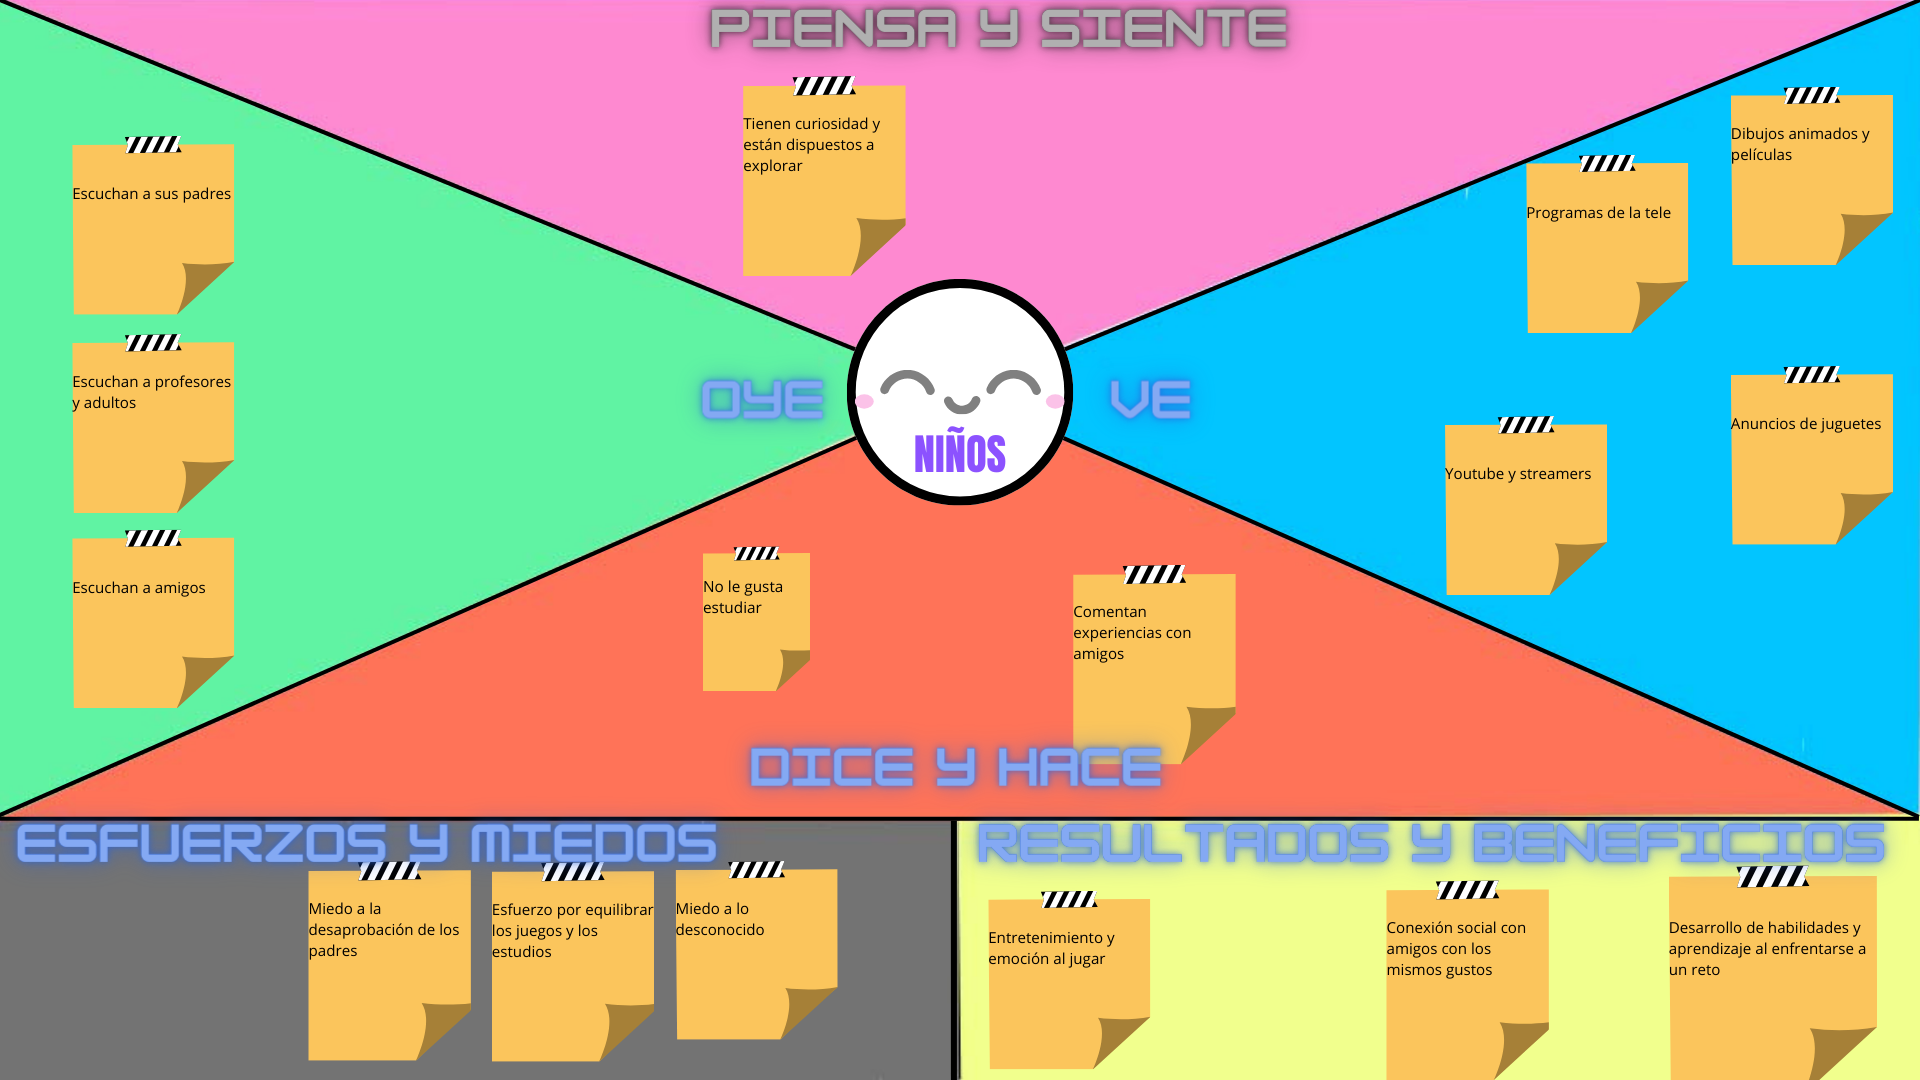 PIENSA Y SIENTE
Tienen curiosidad y
están dispuestos a
explorar
Escuchan a sus padres
Escuchan a profesores
y adultos
Escuchan a amigos
OYE
NIÑOS
VE
Dibujos animados y
películas
Programas de la tele
Anuncios de juguetes
Youtube y streamers
No le gusta
estudiar
Comentan
experiencias con
amigos
DICE Y HACE
ESFUERZOS Y MIEDOS
Miedo a la
desaprobación de los
padres
Esfuerzo por equilibrar
los juegos y los
estudios
Miedo a lo
desconocido
RESULTADOS Y BENEFICIOS
Entretenimiento y
emoción al jugar
Conexión social con
amigos con los
mismos gustos
Desarrollo de habilidades y
aprendizaje al enfrentarse a
un reto